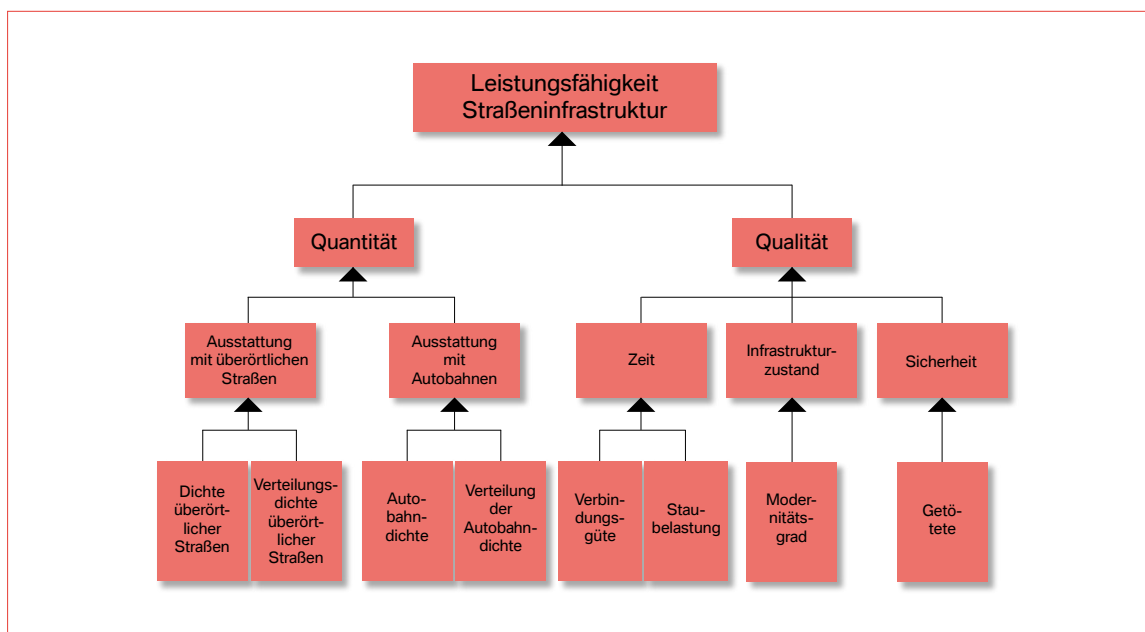 Leistungsfähigkeit
Straßeninfrastruktur
Quantität
Qualität
Ausstattung
mit überörtlichen
Straßen
Ausstattung
mit
Autobahnen
Zeit
Infrastruktur-
zustand
Sicherheit
Dichte
überört-
licher
Straßen
Verteilungs-
dichte
überört-
licher
Straßen
Auto-
bahn-
dichte
Verteilung
der
Autobahn-
dichte
Verbin-
dungs-
güte
Stau-
belastung
Moder-
nitäts-
grad
Getö-
tete